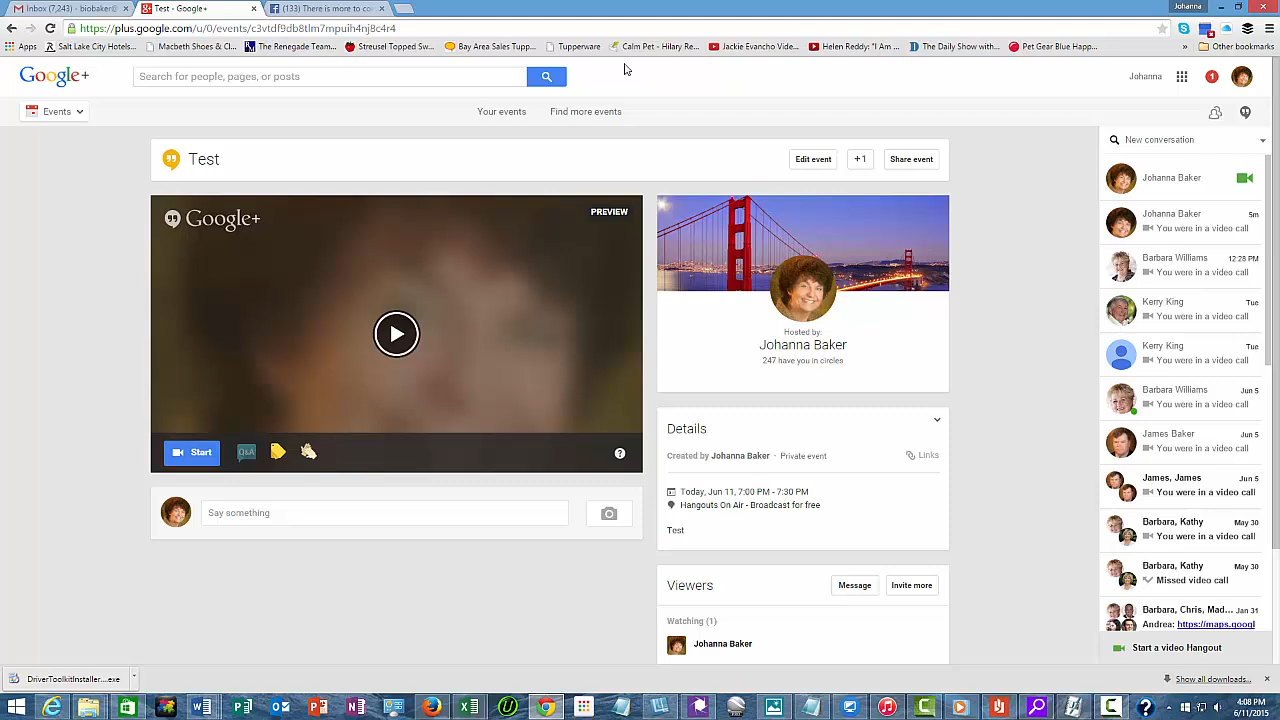 Inbox (7,243) - biobaker@
Test - Google+
(133) There is more to con
Johanna
https://plus.google.com/u/0/events/c3vtdf9db8tlm7mpuih4nj8c4r4
Apps
Salt Lake City Hotels...
Macbeth Shoes & Cl...
The Renegade Team...
Streusel Topped Sw...
Bay Area Sales Tupp...
Tupperware
Calm Pet - Hilary Re...
Jackie Evancho Vide...
Helen Reddy: "I Am ...
The Daily Show with...
Pet Gear Blue Happ...
»
Other bookmarks
Google+
Search for people, pages, or posts
Johanna
1
Events
Your events
Find more events
Test
Edit event
+1
Share event
New conversation
Google+
PREVIEW
Start
Q&A
?
Say something
Hosted by:
Johanna Baker
247 have you in circles
Details
Created by Johanna Baker · Private event
Links
Today, Jun 11, 7:00 PM - 7:30 PM
Hangouts On Air - Broadcast for free
Test
Viewers
Message
Invite more
Watching (1)
Johanna Baker
Johanna Baker
Johanna Baker 5m
You were in a video call
Barbara Williams 12:28 PM
You were in a video call
Kerry King Tue
You were in a video call
Kerry King Tue
You were in a video call
Barbara Williams Jun 5
You were in a video call
James Baker Jun 5
You were in a video call
James, James Jun 5
You were in a video call
Barbara, Kathy May 30
You were in a video call
Barbara, Kathy May 30
Missed video call
Barbara, Chris, Mad... Jan 31
Andrea: https://maps.googl
Start a video Hangout
DriverToolkitInstaller....exe
Show all downloads...
4:08 PM
6/11/2015